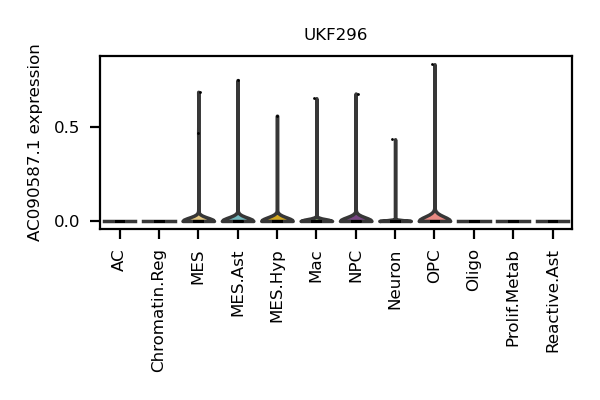 UKF296
AC090587.1 expression
0.5
0.0
AC
Chromatin.Reg
MES
MES.Ast
MES.Hyp
Mac
NPC
Neuron
OPC
Oligo
Prolif.Metab
Reactive.Ast